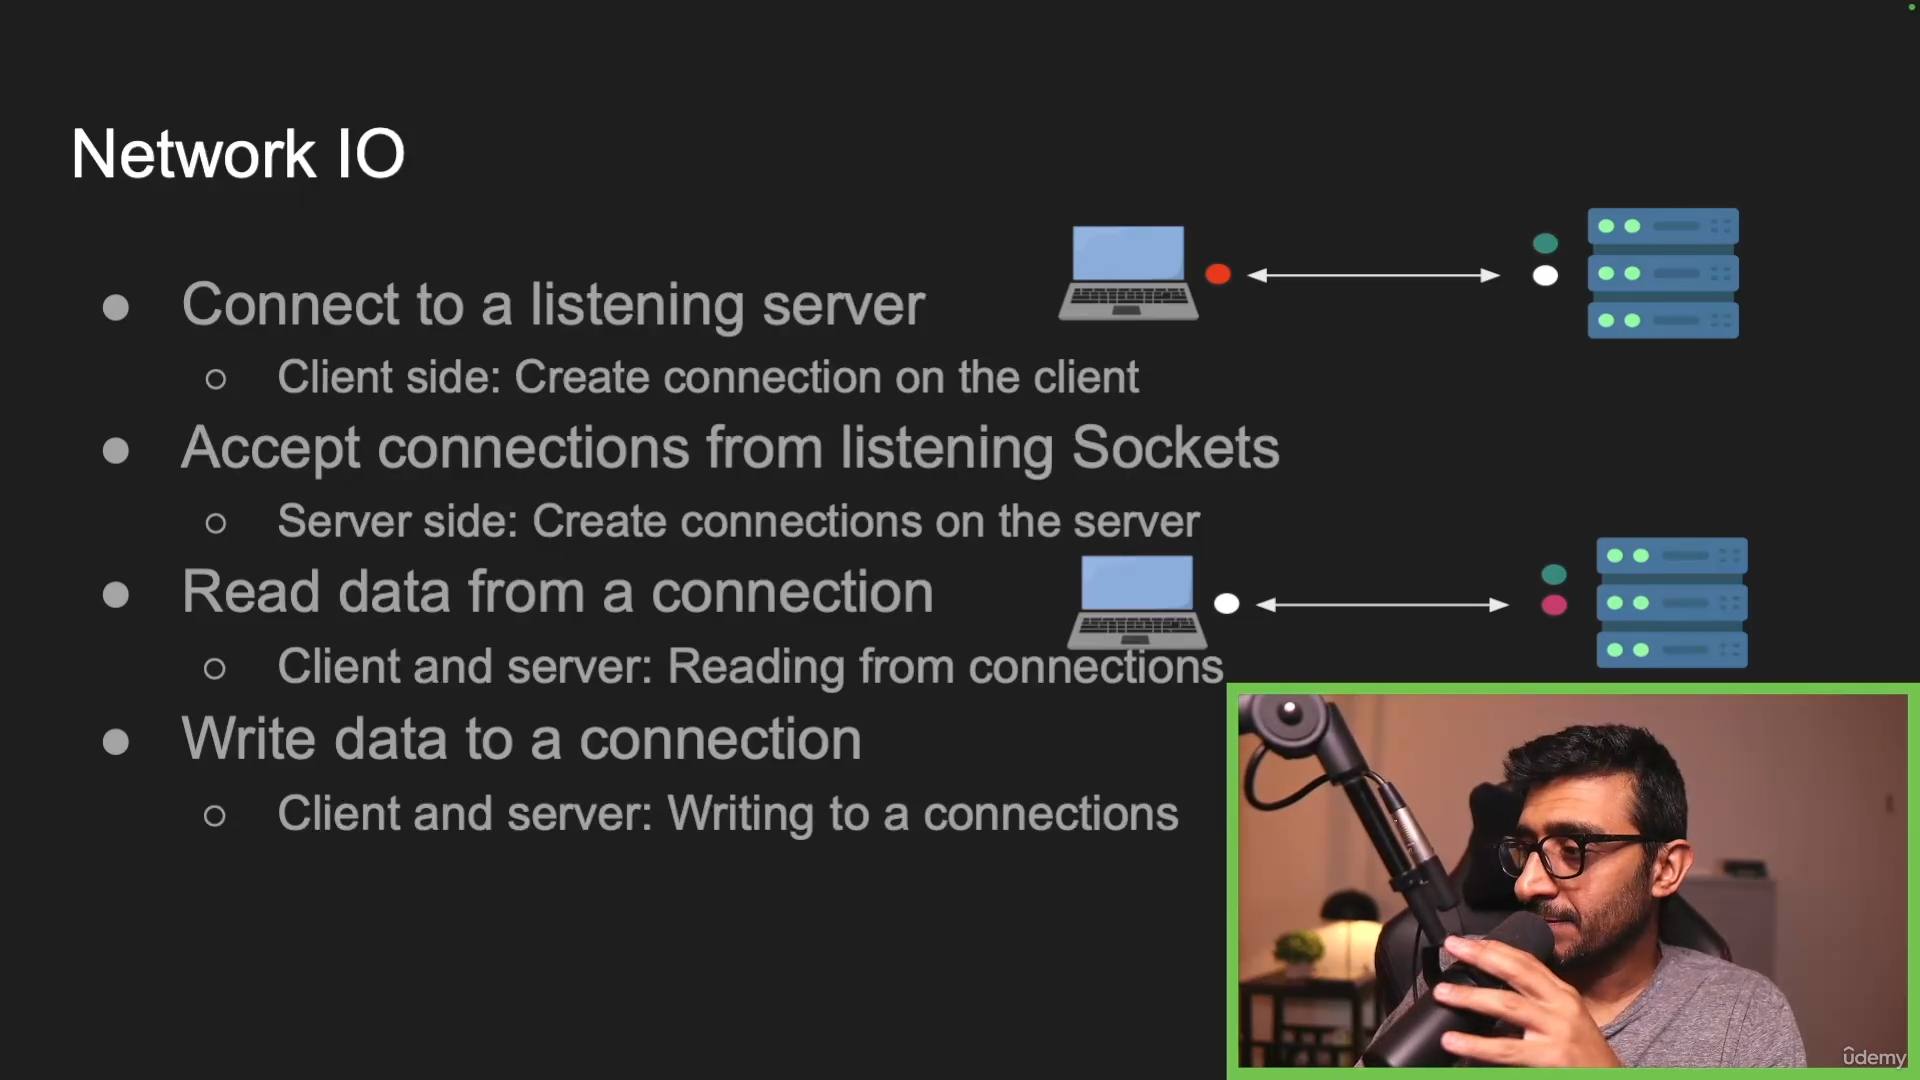 Network IO
● Connect to a listening server
○ Client side: Create connection on the client
● Accept connections from listening Sockets
○ Server side: Create connections on the server
● Read data from a connection
○ Client and server: Reading from connections
● Write data to a connection
○ Client and server: Writing to a connections
ûdemy